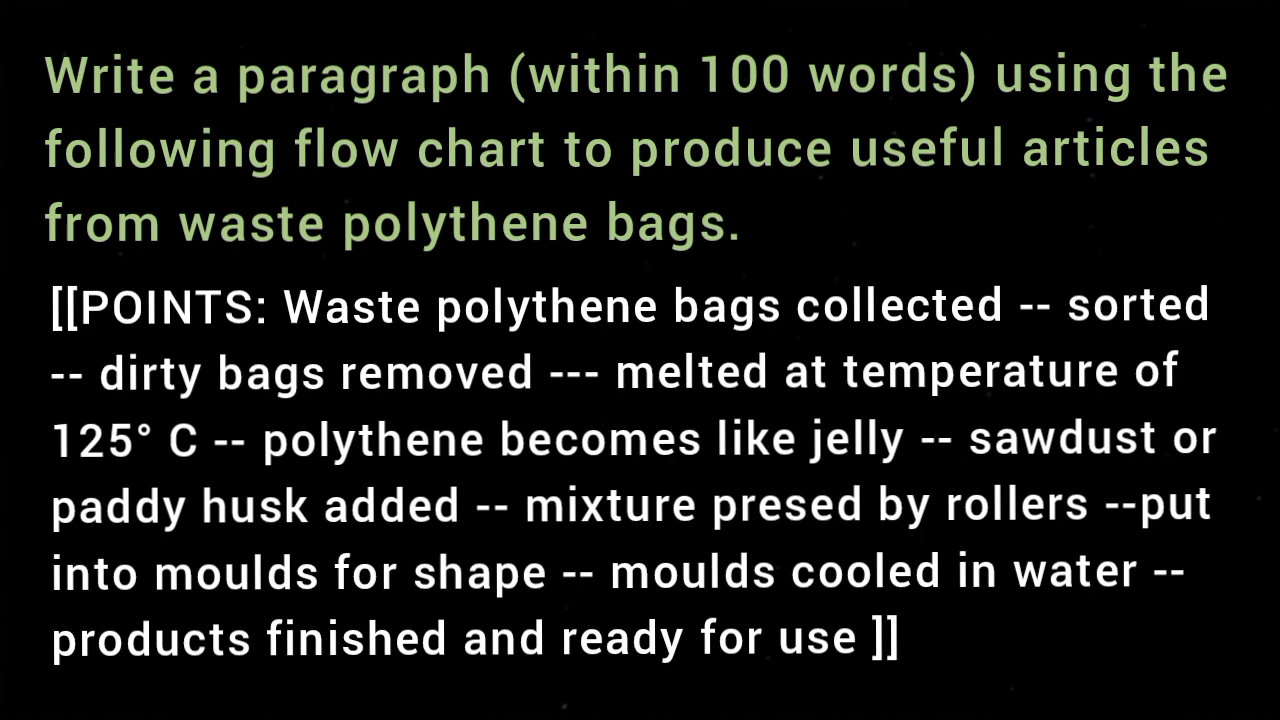 Write a paragraph (within 100 words) using the
following flow chart to produce useful articles
from waste polythene bags.
[[POINTS: Waste polythene bags collected -- sorted
-- dirty bags removed --- melted at temperature of
125° C -- polythene becomes like jelly -- sawdust or
paddy husk added -- mixture presed by rollers --put
into moulds for shape -- moulds cooled in water --
products finished and ready for use ]]